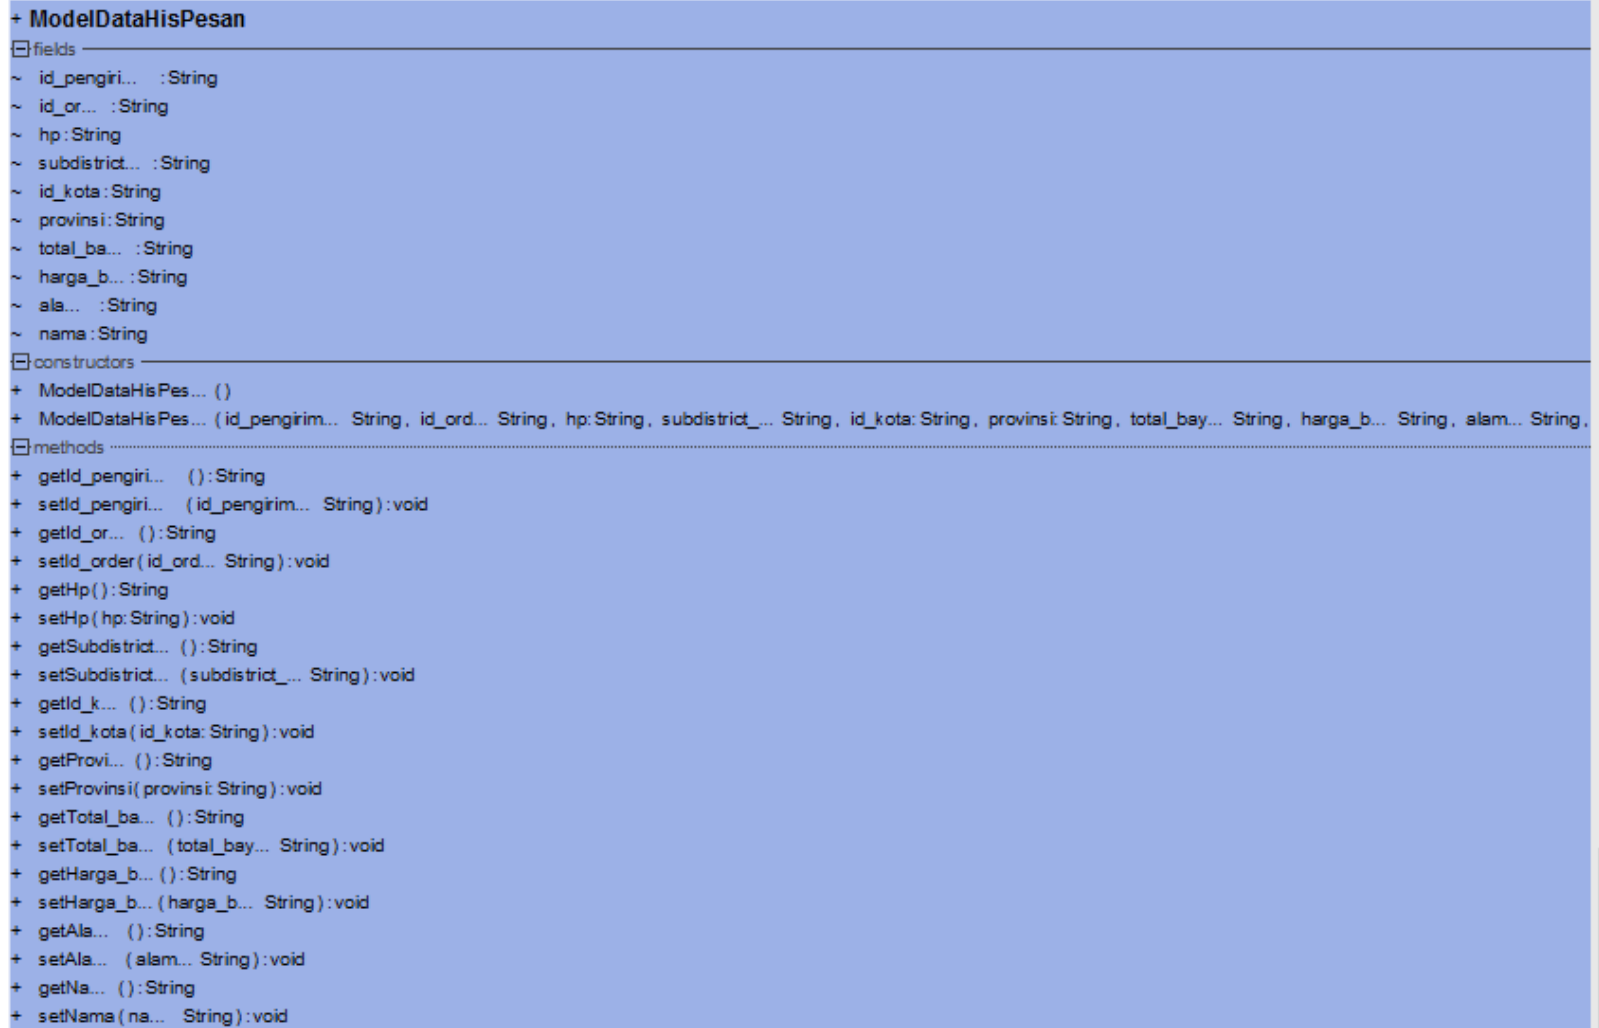 + ModelDataHisPesan
fields
~ id_pengiri... : String
~ id_or... : String
~ hp : String
~ subdistrict... : String
~ id_kota : String
~ provinsi : String
~ total_ba... : String
~ harga_b... : String
~ ala... : String
~ nama : String
constructors
+ ModelDataHisPes... ()
+ ModelDataHisPes... ( id_pengirim... String , id_ord... String , hp: String , subdistrict_... String , id_kota: String , provinsi: String , total_bay... String , harga_b... String , alam... String ,
methods
+ getId_pengiri... () : String
+ setId_pengiri... ( id_pengirim... String ) : void
+ getId_or... () : String
+ setId_order ( id_ord... String ) : void
+ getHp () : String
+ setHp ( hp: String ) : void
+ getSubdistrict... () : String
+ setSubdistrict... ( subdistrict_... String ) : void
+ getId_k... () : String
+ setId_kota ( id_kota: String ) : void
+ getProvi... () : String
+ setProvinsi ( provinsi: String ) : void
+ getTotal_ba... () : String
+ setTotal_ba... ( total_bay... String ) : void
+ getHarga_b... () : String
+ setHarga_b... ( harga_b... String ) : void
+ getAla... () : String
+ setAla... ( alam... String ) : void
+ getNa... () : String
+ setNama ( na... String ) : void